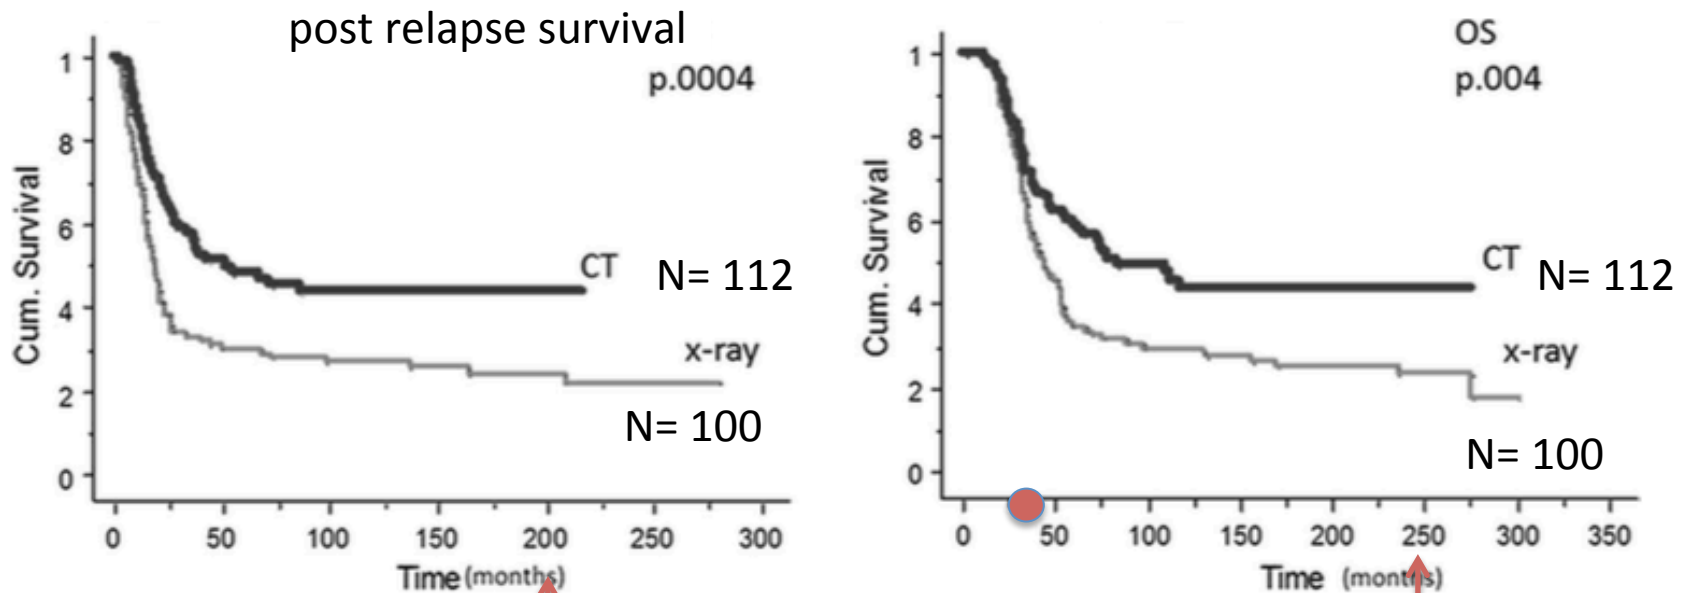 post relapse survival
p.0004
Cum. Survival
1
8
6
4
2
0
CT N= 112
x-ray
N= 100
0 50 100 150 200 250 300
Time (months)
OS
p.004
Cum. Survival
1
8
6
4
2
0
CT N= 112
x-ray
N= 100
0 50 100 150 200 250 300 350
Time (months)